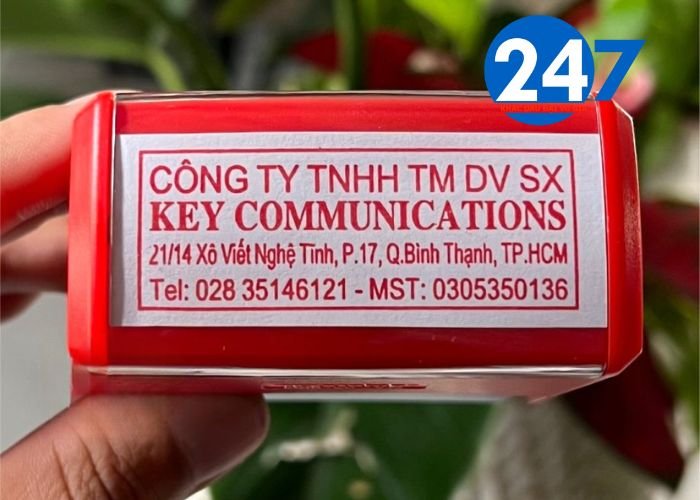 247
CÔNG TY TNHH TM DV SX
KEY COMMUNICATIONS
21/14 Xô Viết Nghệ Tĩnh, P.17, Q.Bình Thạnh, TP.HCM
Tel: 028 35146121 - MST: 0305350136